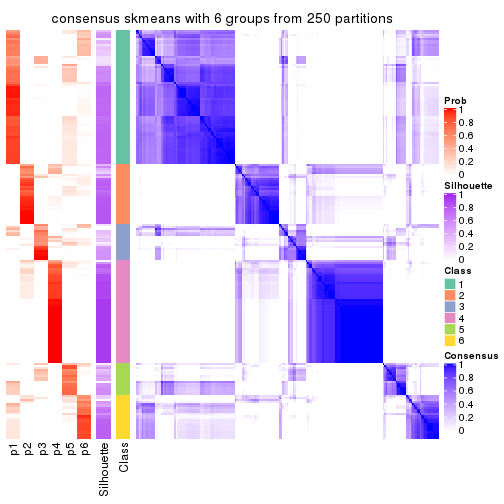 consensus skmeans with 6 groups from 250 partitions
Prob
1
0.8
0.6
0.4
0.2
0
Silhouette
1
0.8
0.6
0.4
0.2
0
Class
1
2
3
4
5
6
Consensus
1
0.8
0.6
0.4
0.2
0
p1
p2
p3
p4
p5
p6
Silhouette
Class